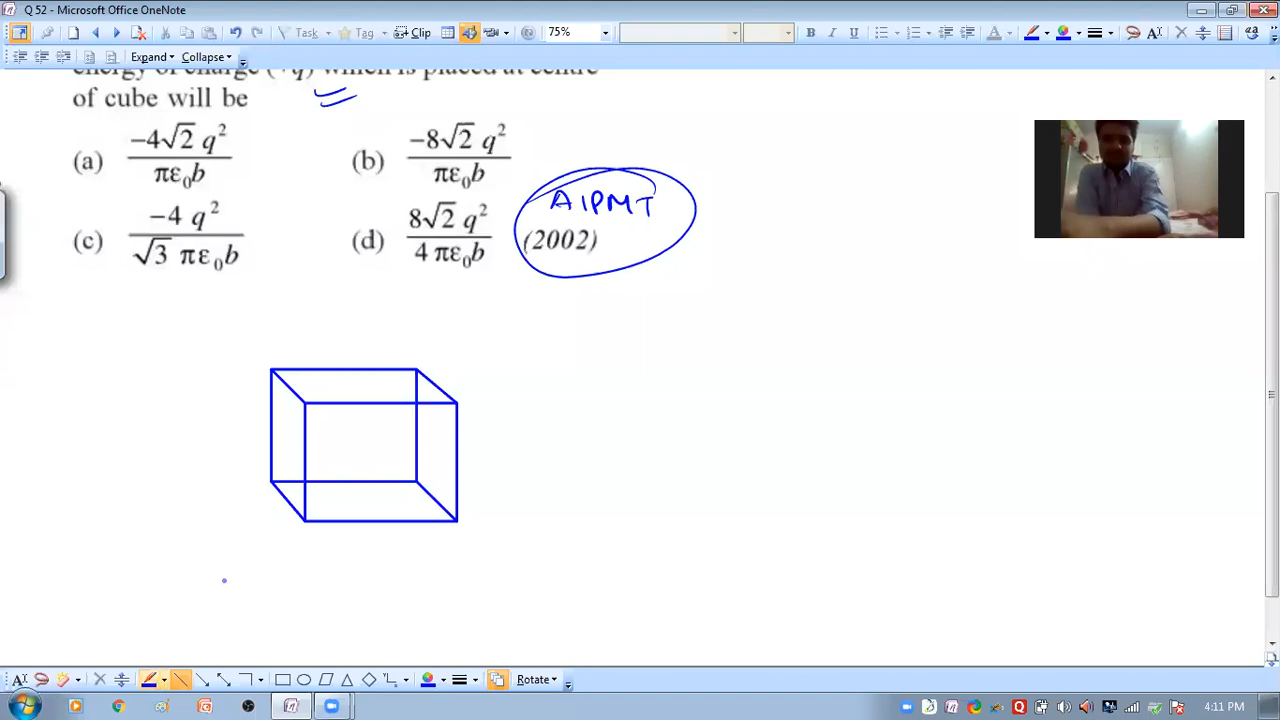 Q 52 - Microsoft Office OneNote
Task
Tag
Clip
75%
B I U
Expand
Collapse
energy of charge (+q) which is placed at centre
of cube will be
(a) −4√2 q² / πε₀b
(b) −8√2 q² / πε₀b
(c) −4 q² / √3 πε₀b
(d) 8√2 q² / 4 πε₀b
AIPMT
(2002)
Rotate
4:11 PM